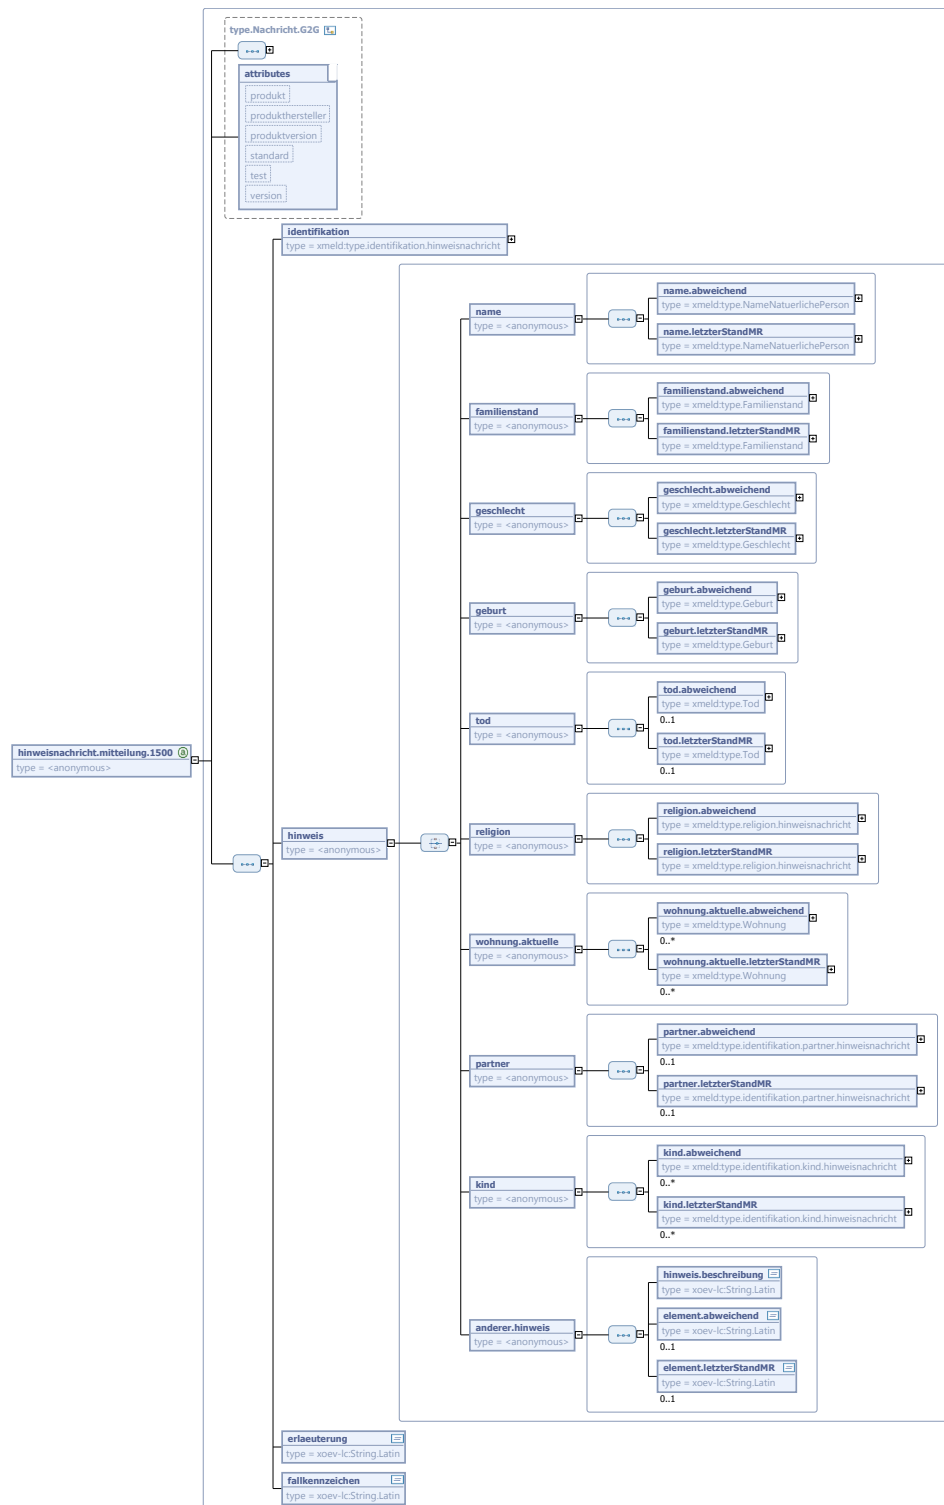 type.Nachricht.G2G
attributes
produkt
produkthersteller
produktversion
standard
test
version
identifikation
type = xmeld:type.identifikation.hinweisnachricht
name.abweichend
type = xmeld:type.NameNatuerlichePerson
name
type = <anonymous>
name.letzterStandMR
type = xmeld:type.NameNatuerlichePerson
familienstand.abweichend
type = xmeld:type.Familienstand
familienstand
type = <anonymous>
familienstand.letzterStandMR
type = xmeld:type.Familienstand
geschlecht.abweichend
type = xmeld:type.Geschlecht
geschlecht
type = <anonymous>
geschlecht.letzterStandMR
type = xmeld:type.Geschlecht
geburt.abweichend
type = xmeld:type.Geburt
geburt
type = <anonymous>
geburt.letzterStandMR
type = xmeld:type.Geburt
tod.abweichend
type = xmeld:type.Tod
0..1
tod
type = <anonymous>
tod.letzterStandMR
type = xmeld:type.Tod
0..1
hinweisnachricht.mitteilung.1500 a
type = <anonymous>
religion.abweichend
type = xmeld:type.religion.hinweisnachricht
hinweis
type = <anonymous>
religion
type = <anonymous>
religion.letzterStandMR
type = xmeld:type.religion.hinweisnachricht
wohnung.aktuelle.abweichend
type = xmeld:type.Wohnung
0..*
wohnung.aktuelle
type = <anonymous>
wohnung.aktuelle.letzterStandMR
type = xmeld:type.Wohnung
0..*
partner.abweichend
type = xmeld:type.identifikation.partner.hinweisnachricht
0..1
partner
type = <anonymous>
partner.letzterStandMR
type = xmeld:type.identifikation.partner.hinweisnachricht
0..1
kind.abweichend
type = xmeld:type.identifikation.kind.hinweisnachricht
0..*
kind
type = <anonymous>
kind.letzterStandMR
type = xmeld:type.identifikation.kind.hinweisnachricht
0..*
hinweis.beschreibung
type = xoev-lc:String.Latin
anderer.hinweis
type = <anonymous>
element.abweichend
type = xoev-lc:String.Latin
0..1
element.letzterStandMR
type = xoev-lc:String.Latin
0..1
erlaeuterung
type = xoev-lc:String.Latin
fallkennzeichen
type = xoev-lc:String.Latin